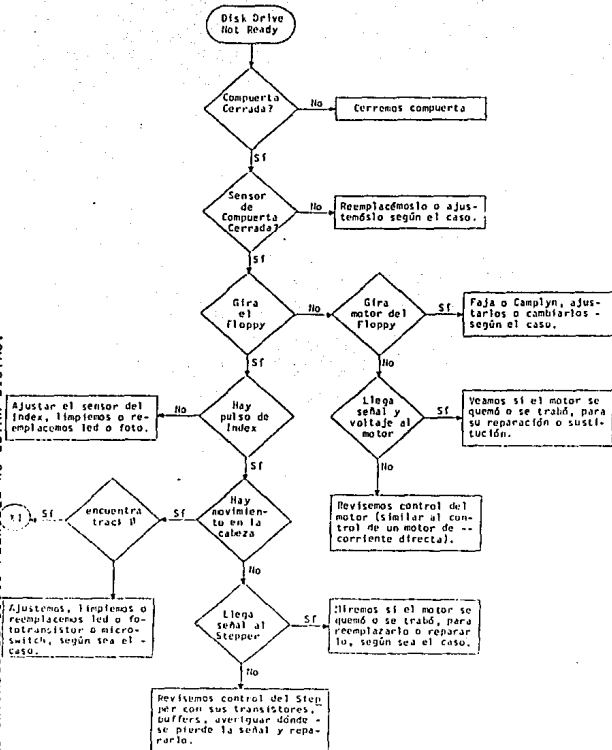 Disk Drive
Not Ready
Compuerta
Cerrada?
No
Cerremos compuerta
Sí
Sensor
de
Compuerta
Cerrada?
No
Reemplacémoslo o ajus-
témoslo según el caso.
Sí
Gira
el
floppy
No
Gira
motor del
floppy
Sí
Faja o Camplyn, ajus-
tarlos o cambiarlos -
según el caso.
Sí
No
Hay
pulso de
Index
No
Ajustar el sensor del
Index, limpiemos o re-
emplacemos led o foto.
Llega
señal y
voltaje al
motor
Sí
Veamos si el motor se
quemó o se trabó, para
su reparación o susti-
tución.
Sí
No
Revisemos control del
motor (similar al con-
trol de un motor de --
corriente directa).
Hay
movimien-
to en la
cabeza
Sí
encuentra
track 0
Sí
No
Ajustemos, limpiemos o
reemplacemos led o fo-
totransistor o micro-
switch, según sea el -
caso.
Llega
señal al
Stepper
Sí
Miremos si el motor se
quemó o se trabó, para
reemplazarlo o reparar
lo, según sea el caso.
No
Revisemos control del Step
per con sus transistores,
buffers, averiguar dónde -
se pierde la señal y repa-
rarlo.